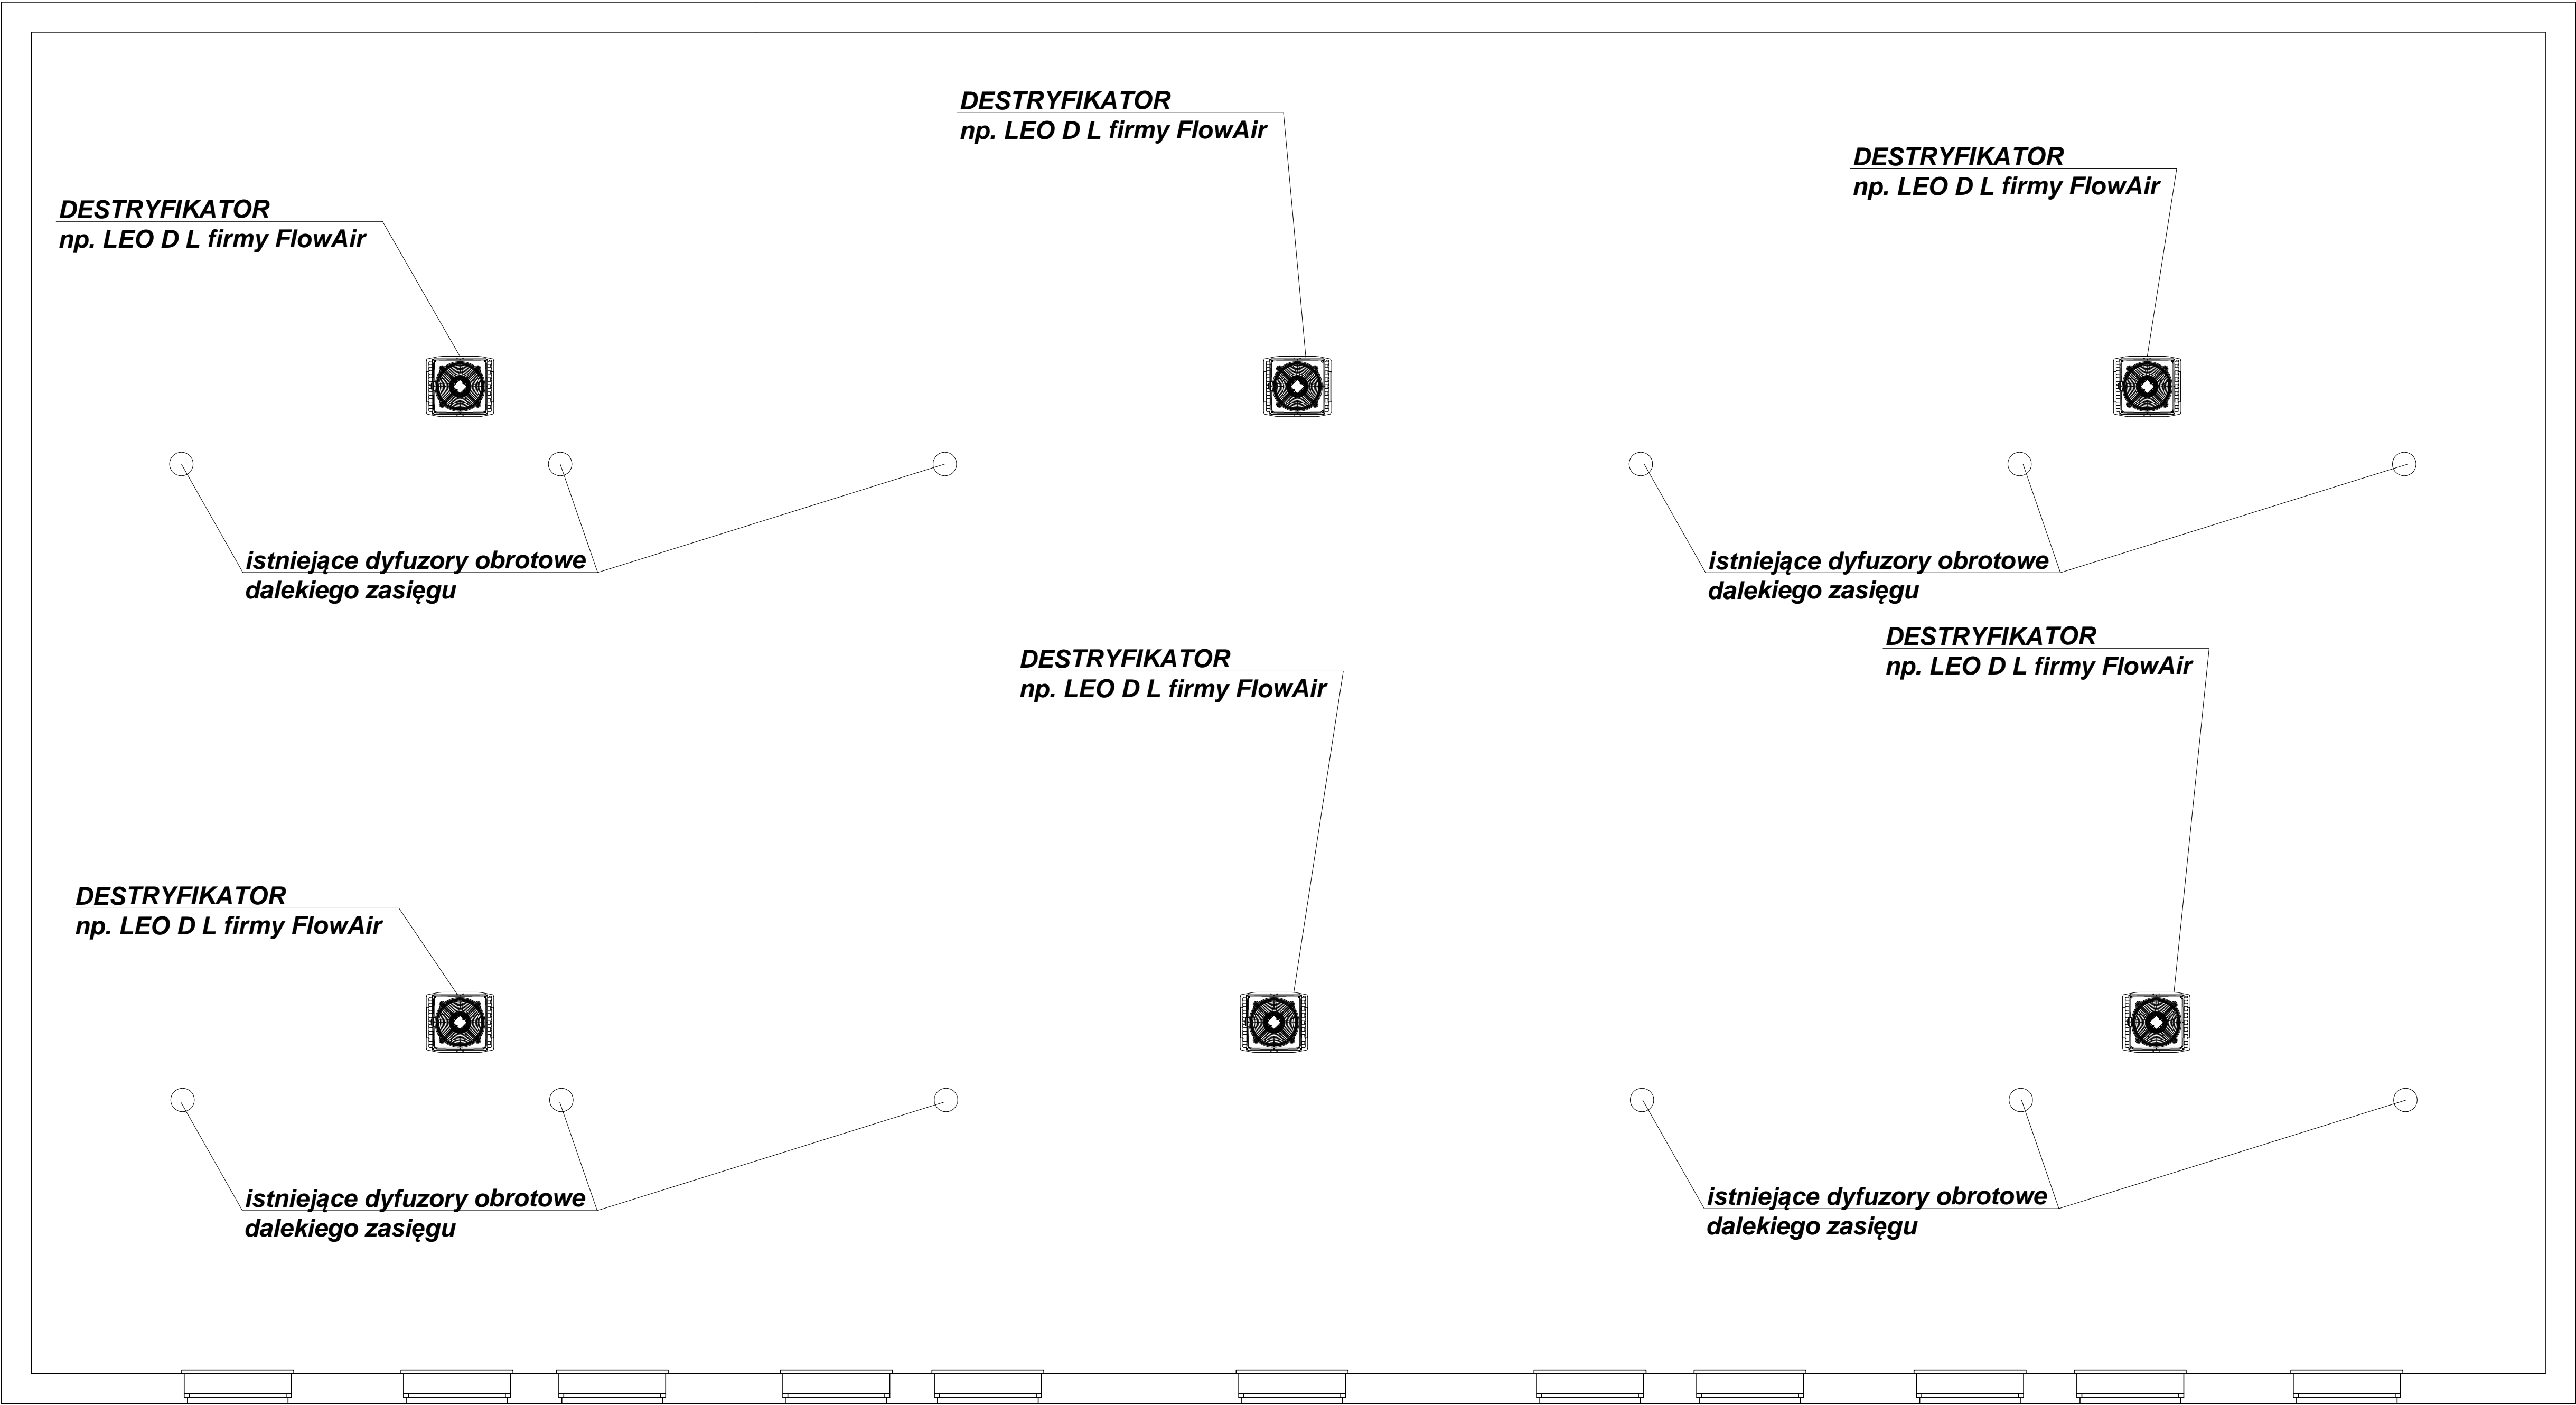 DESTRYFIKATOR
np. LEO D L firmy FlowAir
DESTRYFIKATOR
np. LEO D L firmy FlowAir
DESTRYFIKATOR
np. LEO D L firmy FlowAir
istniejące dyfuzory obrotowe
dalekiego zasięgu
istniejące dyfuzory obrotowe
dalekiego zasięgu
DESTRYFIKATOR
np. LEO D L firmy FlowAir
DESTRYFIKATOR
np. LEO D L firmy FlowAir
DESTRYFIKATOR
np. LEO D L firmy FlowAir
istniejące dyfuzory obrotowe
dalekiego zasięgu
istniejące dyfuzory obrotowe
dalekiego zasięgu